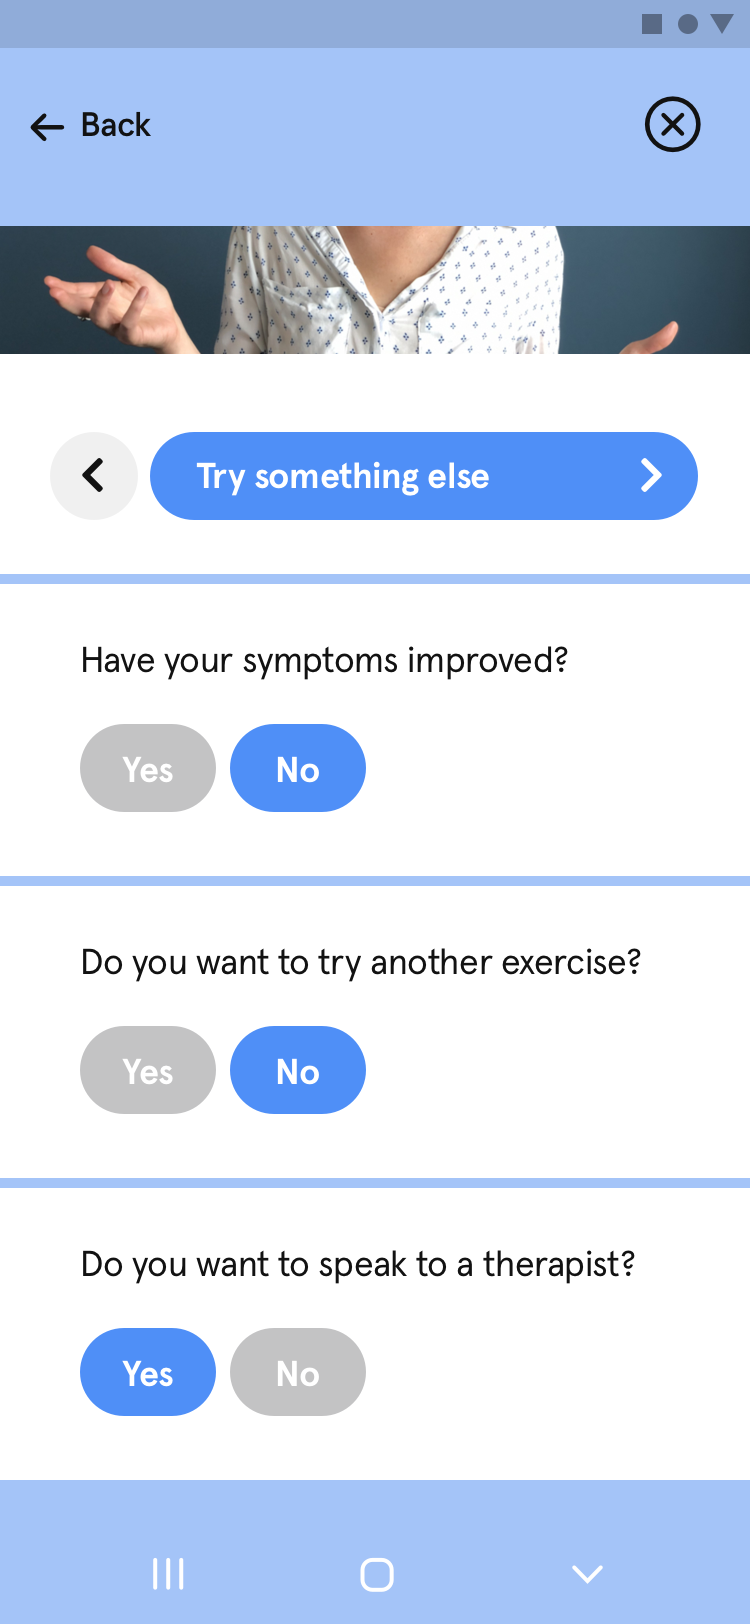 Back
Try something else
Have your symptoms improved?
Yes No
Do you want to try another exercise?
Yes No
Do you want to speak to a therapist?
Yes No